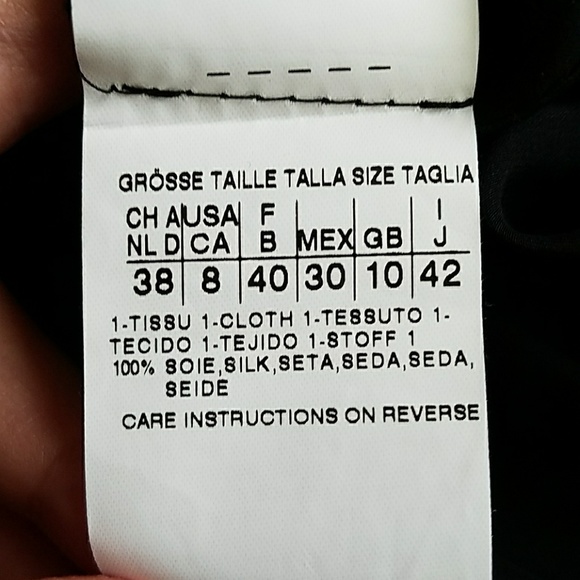 GRÖSSE TAILLE TALLA SIZE TAGLIA
CH A USA F I
NL D CA B MEX GB J
38 8 40 30 10 42
1-TISSU 1-CLOTH 1-TESSUTO 1-
TECIDO 1-TEJIDO 1-STOFF 1
100% SOIE,SILK,SETA,SEDA,SEDA,
SEIDE
CARE INSTRUCTIONS ON REVERSE